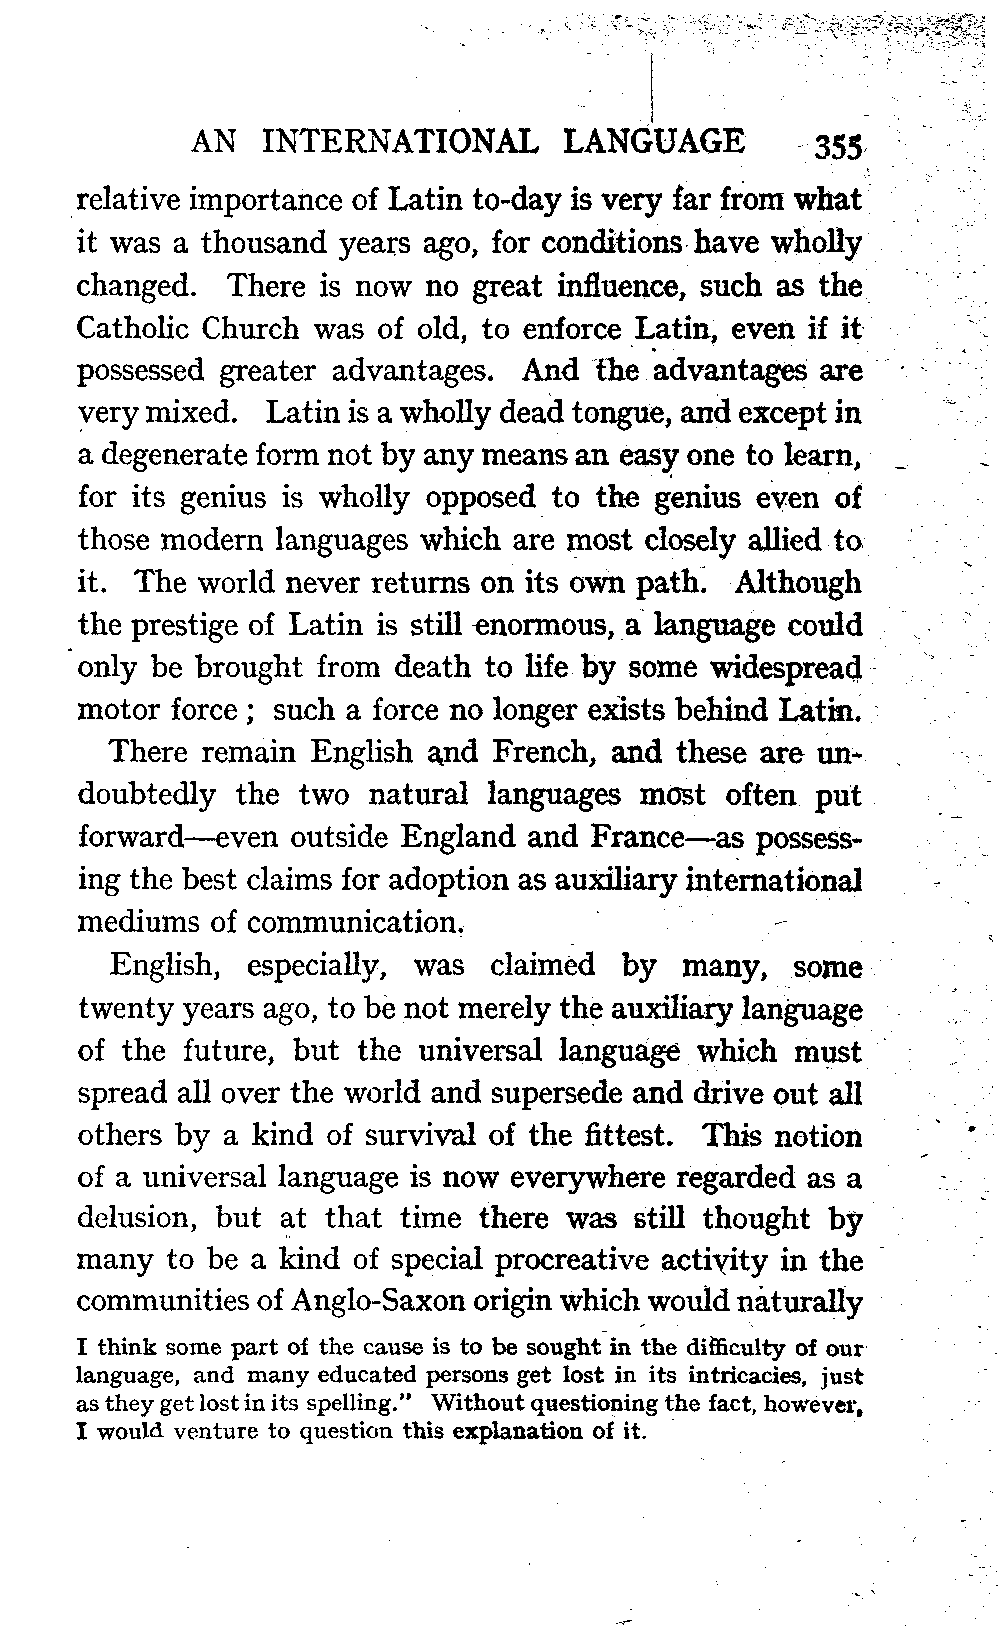 AN INTERNATIONAL LANGUAGE 355
relative importance of Latin to-day is very far from what
it was a thousand years ago, for conditions have wholly
changed. There is now no great influence, such as the
Catholic Church was of old, to enforce Latin, even if it
possessed greater advantages. And the advantages are
very mixed. Latin is a wholly dead tongue, and except in
a degenerate form not by any means an easy one to learn,
for its genius is wholly opposed to the genius even of
those modern languages which are most closely allied to
it. The world never returns on its own path. Although
the prestige of Latin is still enormous, a language could
only be brought from death to life by some widespread
motor force ; such a force no longer exists behind Latin.
There remain English and French, and these are un-
doubtedly the two natural languages most often put
forward—even outside England and France—as possess-
ing the best claims for adoption as auxiliary international
mediums of communication.
English, especially, was claimed by many, some
twenty years ago, to be not merely the auxiliary language
of the future, but the universal language which must
spread all over the world and supersede and drive out all
others by a kind of survival of the fittest. This notion
of a universal language is now everywhere regarded as a
delusion, but at that time there was still thought by
many to be a kind of special procreative activity in the
communities of Anglo-Saxon origin which would naturally
I think some part of the cause is to be sought in the difficulty of our
language, and many educated persons get lost in its intricacies, just
as they get lost in its spelling." Without questioning the fact, however,
I would venture to question this explanation of it.